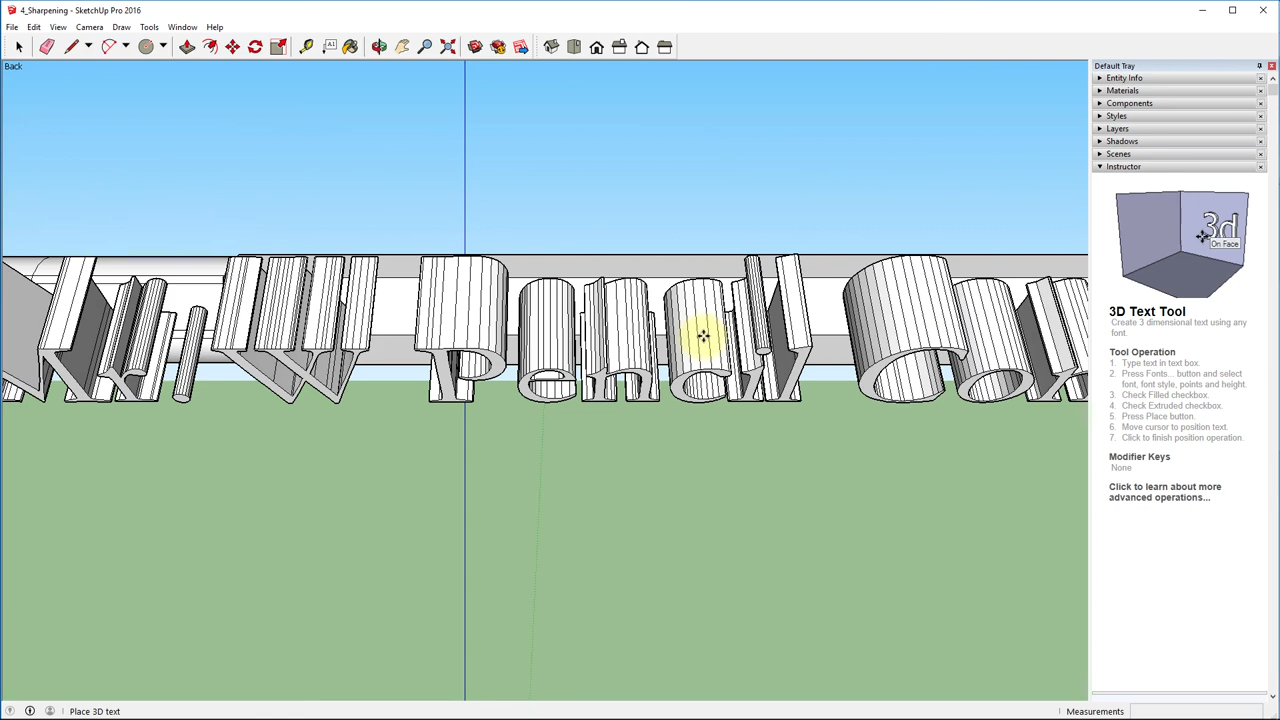 4_Sharpening - SketchUp Pro 2016
File Edit View Camera Draw Tools Window Help
A1
Back
Default Tray
Entity Info
Materials
Components
Styles
Layers
Shadows
Scenes
Instructor
3d
On Face
3D Text Tool
Create 3 dimensional text using any
font.
Tool Operation
1. Type text in text box.
2. Press Fonts... button and select
font, font style, points and height.
3. Check Filled checkbox.
4. Check Extruded checkbox.
5. Press Place button.
6. Move cursor to position text.
7. Click to finish position operation.
Modifier Keys
None
Click to learn about more
advanced operations...
Place 3D text
Measurements